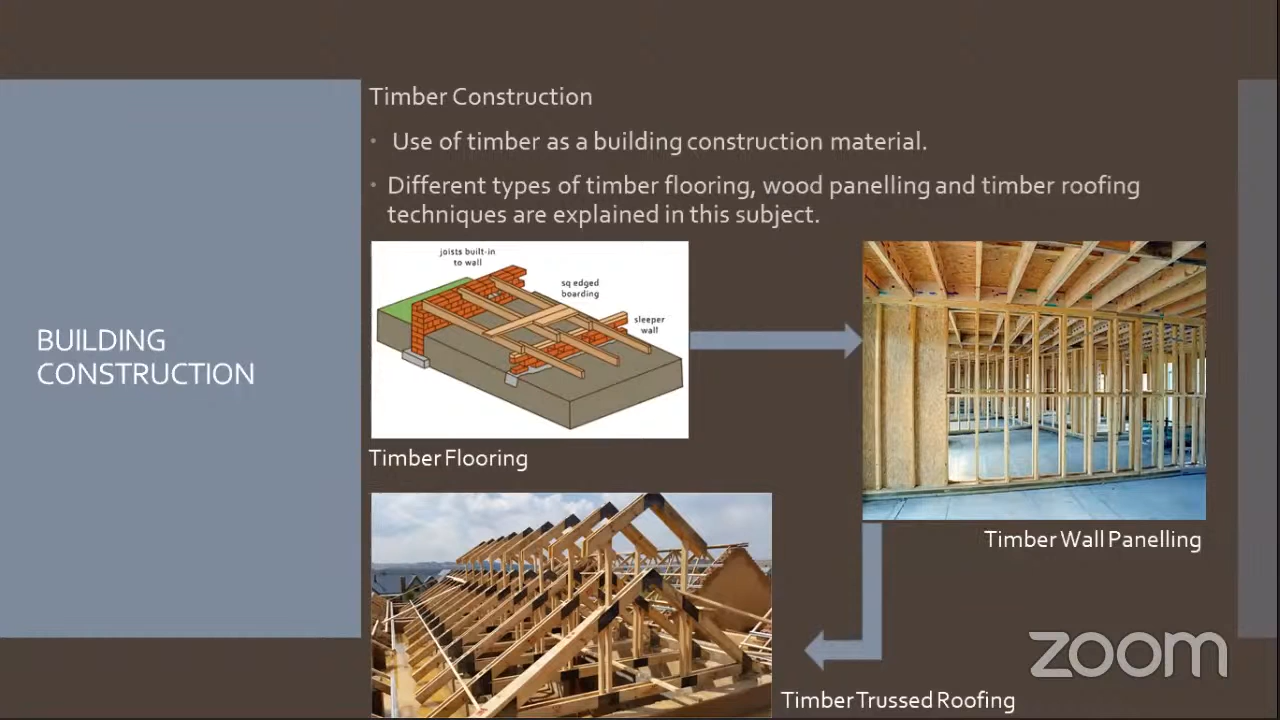 Timber Construction
• Use of timber as a building construction material.
• Different types of timber flooring, wood panelling and timber roofing
techniques are explained in this subject.
BUILDING
CONSTRUCTION
joists built-in
to wall
sq edged
boarding
sleeper
wall
Timber Flooring
Timber Wall Panelling
Timber Trussed Roofing
zoom